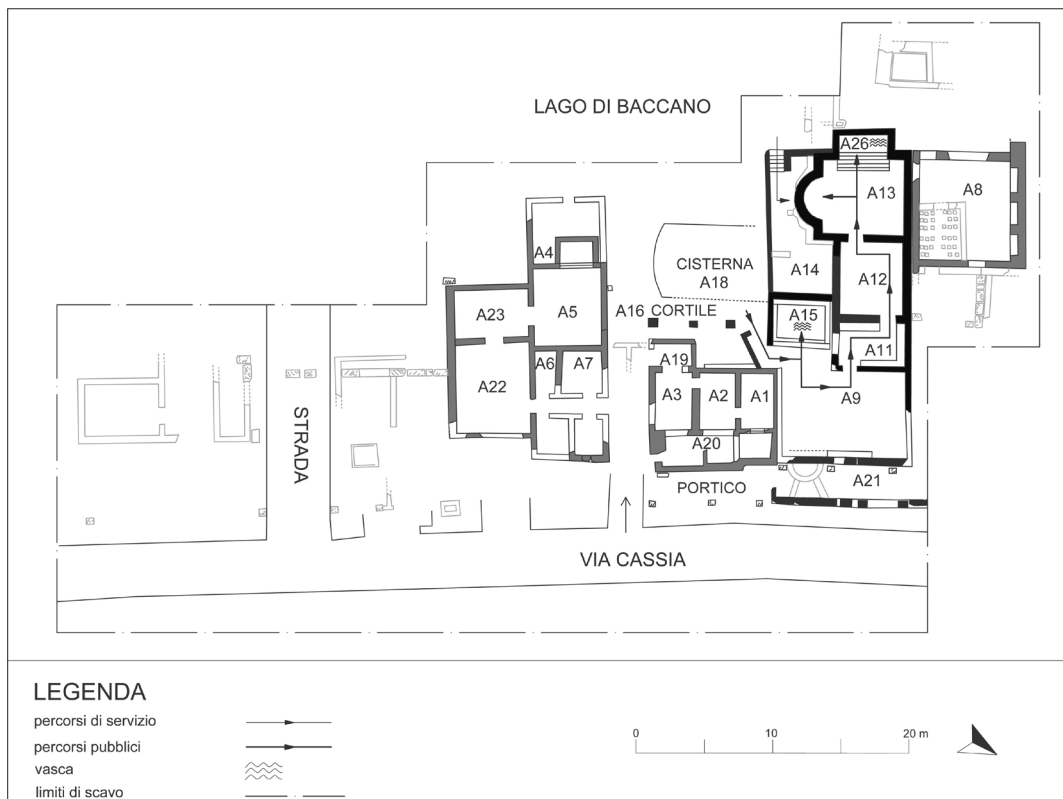 LAGO DI BACCANO
A26
A13
A8
A4
CISTERNA
A18
A14
A12
A23
A5
A16 CORTILE
A15
A6
A7
A19
A11
A22
A3
A2
A1
A9
STRADA
A20
A21
PORTICO
VIA CASSIA
LEGENDA
percorsi di servizio
percorsi pubblici
vasca
limiti di scavo
0 10 20 m